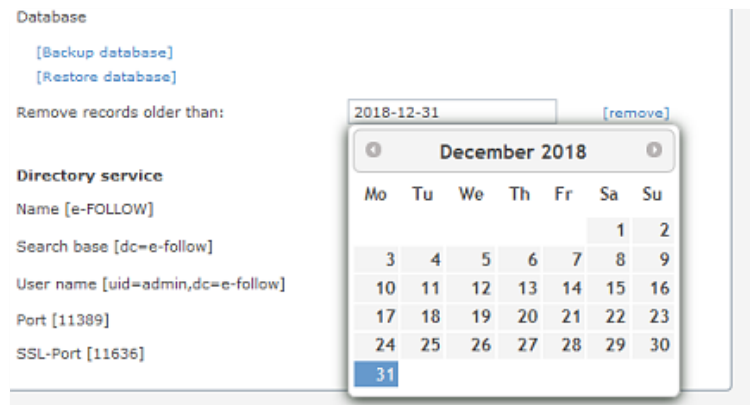 Database
[Backup database]
[Restore database]
Remove records older than: 2018-12-31 [remove]
December 2018
Mo Tu We Th Fr Sa Su
1 2
3 4 5 6 7 8 9
10 11 12 13 14 15 16
17 18 19 20 21 22 23
24 25 26 27 28 29 30
31
Directory service
Name [e-FOLLOW]
Search base [dc=e-follow]
User name [uid=admin,dc=e-follow]
Port [11389]
SSL-Port [11636]